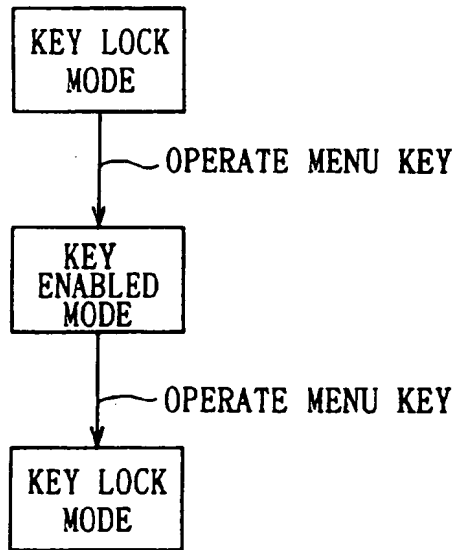 KEY LOCK
MODE
OPERATE MENU KEY
KEY
ENABLED
MODE
OPERATE MENU KEY
KEY LOCK
MODE